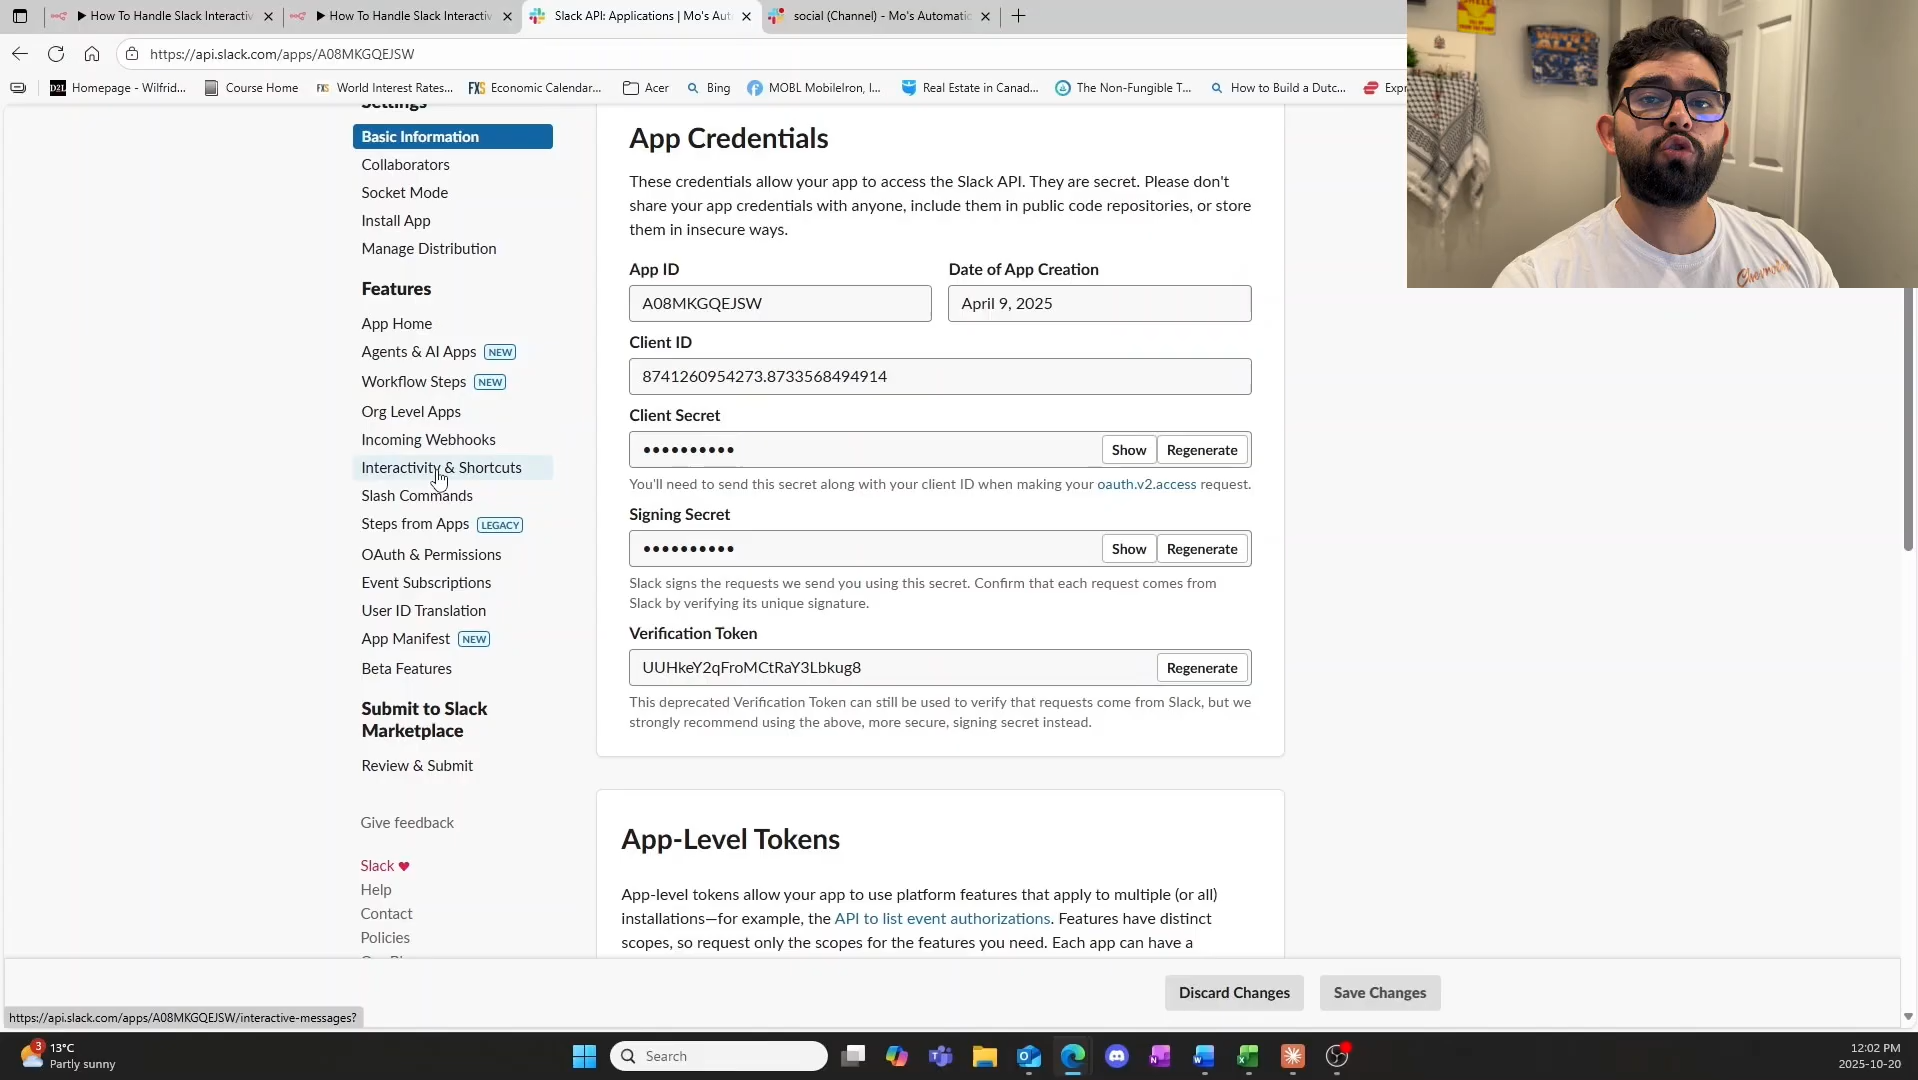 ▶ How To Handle Slack Interactiv
▶ How To Handle Slack Interactiv
Slack API: Applications | Mo's Aut
social (Channel) - Mo's Automatic
https://api.slack.com/apps/A08MKGQEJSW
D2L
Homepage - Wilfrid...
Course Home
FXS
World Interest Rates...
FXS
Economic Calendar...
Acer
Bing
MOBL MobileIron, I...
Real Estate in Canad...
The Non-Fungible T...
How to Build a Dutc...
Expr
Settings
Basic Information
Collaborators
Socket Mode
Install App
Manage Distribution
Features
App Home
Agents & AI Apps NEW
Workflow Steps NEW
Org Level Apps
Incoming Webhooks
Interactivity & Shortcuts
Slash Commands
Steps from Apps LEGACY
OAuth & Permissions
Event Subscriptions
User ID Translation
App Manifest NEW
Beta Features
Submit to Slack
Marketplace
Review & Submit
Give feedback
Slack ♥
Help
Contact
Policies
App Credentials
These credentials allow your app to access the Slack API. They are secret. Please don't
share your app credentials with anyone, include them in public code repositories, or store
them in insecure ways.
App ID
Date of App Creation
A08MKGQEJSW
April 9, 2025
Client ID
8741260954273.8733568494914
Client Secret
••••••••••
Show
Regenerate
You'll need to send this secret along with your client ID when making your oauth.v2.access request.
Signing Secret
••••••••••
Show
Regenerate
Slack signs the requests we send you using this secret. Confirm that each request comes from
Slack by verifying its unique signature.
Verification Token
UUHkeY2qFroMCtRaY3Lbkug8
Regenerate
This deprecated Verification Token can still be used to verify that requests come from Slack, but we
strongly recommend using the above, more secure, signing secret instead.
App-Level Tokens
App-level tokens allow your app to use platform features that apply to multiple (or all)
installations—for example, the API to list event authorizations. Features have distinct
scopes, so request only the scopes for the features you need. Each app can have a
Discard Changes
Save Changes
https://api.slack.com/apps/A08MKGQEJSW/interactive-messages?
3
13°C
Partly sunny
Search
12:02 PM
2025-10-20
SHELL
Chevrolet